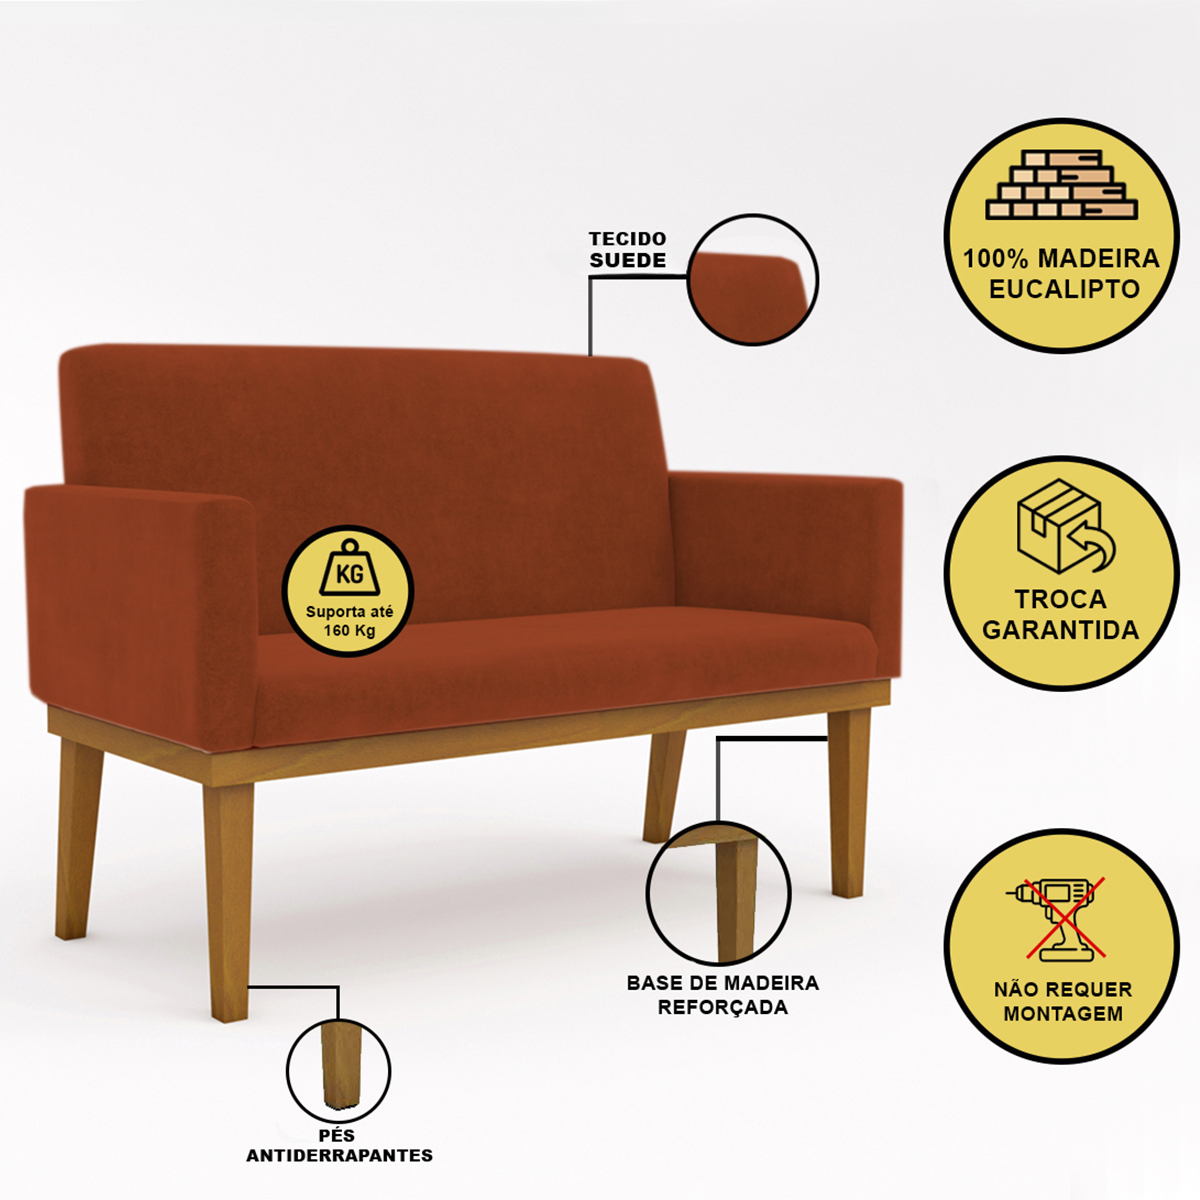 TECIDO
SUEDE
100% MADEIRA
EUCALIPTO
KG
Suporta até
160 Kg
TROCA
GARANTIDA
BASE DE MADEIRA
REFORÇADA
NÃO REQUER
MONTAGEM
PÉS
ANTIDERRAPANTES